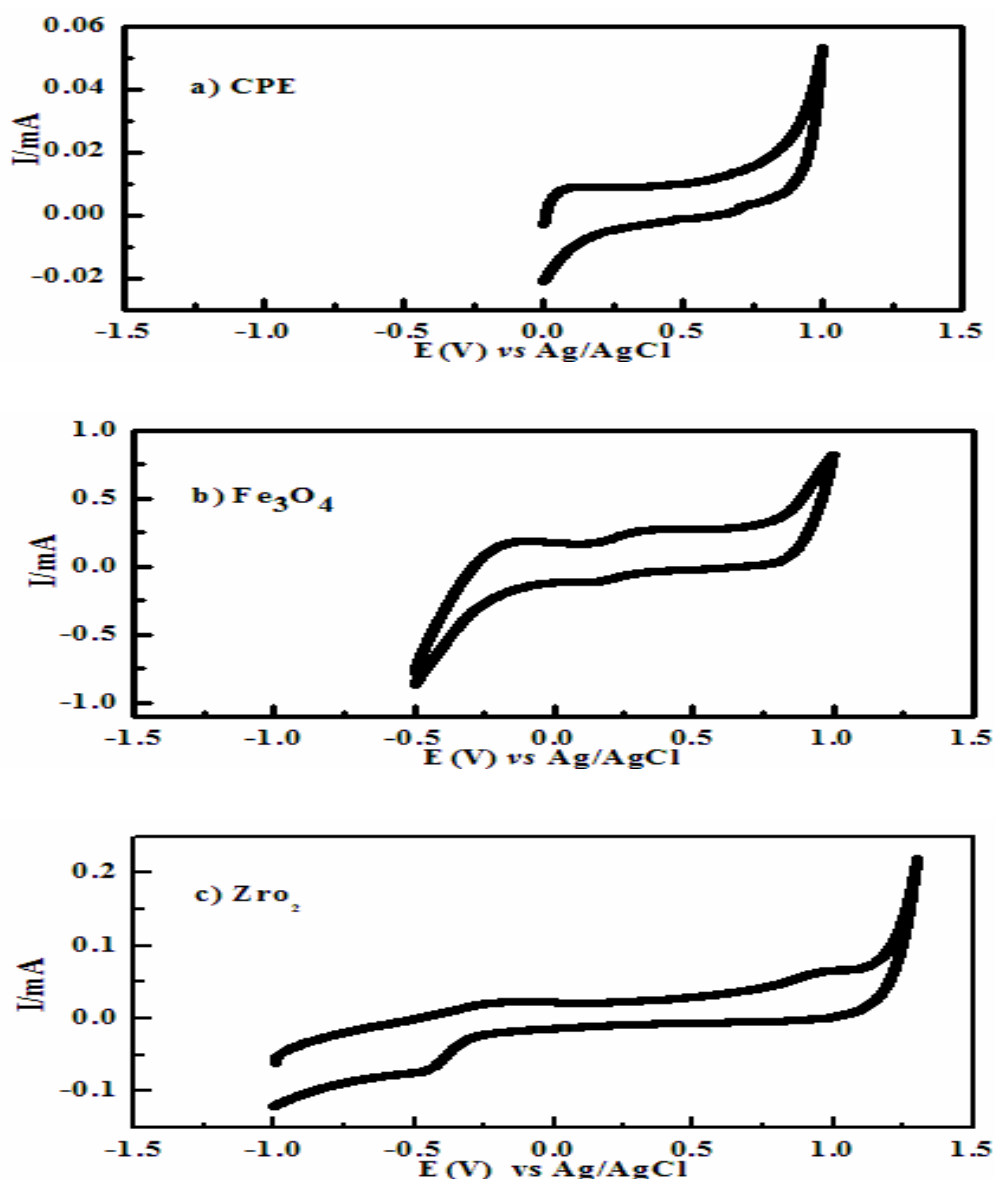 0.06
a) CPE
0.04
I/mA
0.02
0.00
-0.02
-1.5 -1.0 -0.5 0.0 0.5 1.0 1.5
E (V) vs Ag/AgCl
1.0
b) Fe3O4
0.5
I/mA
0.0
-0.5
-1.0
-1.5 -1.0 -0.5 0.0 0.5 1.0 1.5
E (V) vs Ag/AgCl
0.2
c) Zro₂
0.1
I/mA
0.0
-0.1
-1.5 -1.0 -0.5 0.0 0.5 1.0 1.5
E (V) vs Ag/AgCl